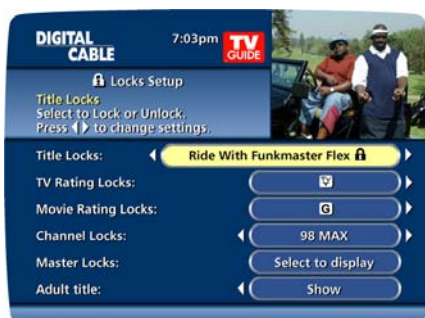 DIGITAL
CABLE
7:03pm
TV
GUIDE
Locks Setup
Title Locks
Select to Lock or Unlock.
Press to change settings.
Title Locks: Ride With Funkmaster Flex
TV Rating Locks:
Movie Rating Locks: G
Channel Locks: 98 MAX
Master Locks: Select to display
Adult title: Show